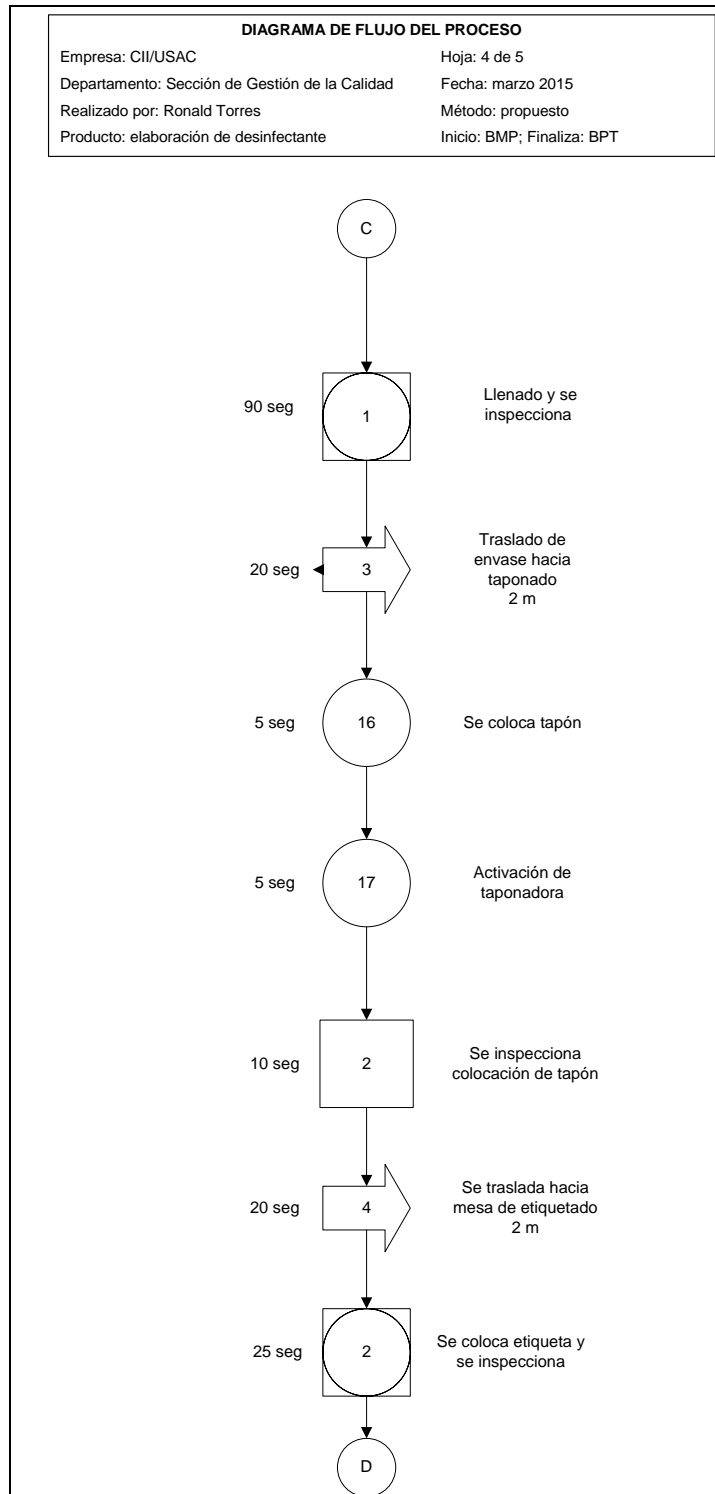 DIAGRAMA DE FLUJO DEL PROCESO
Empresa: CII/USAC Hoja: 4 de 5
Departamento: Sección de Gestión de la Calidad Fecha: marzo 2015
Realizado por: Ronald Torres Método: propuesto
Producto: elaboración de desinfectante Inicio: BMP; Finaliza: BPT
C
90 seg 1 Llenado y se
inspecciona
Traslado de
envase hacia
20 seg 3 taponado
2 m
5 seg 16 Se coloca tapón
Activación de
5 seg 17 taponadora
Se inspecciona
10 seg 2 colocación de tapón
Se traslada hacia
20 seg 4 mesa de etiquetado
2 m
Se coloca etiqueta y
25 seg 2 se inspecciona
D